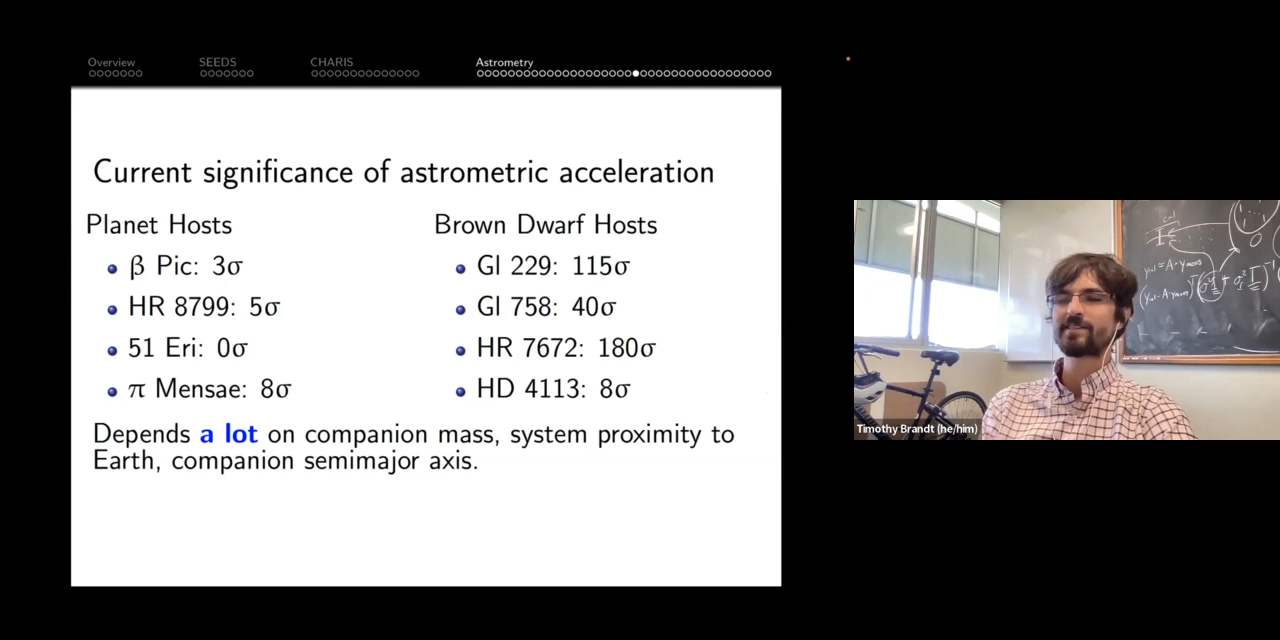 Overview SEEDS CHARIS Astrometry
Current significance of astrometric acceleration
Planet Hosts
β Pic: 3σ
HR 8799: 5σ
51 Eri: 0σ
π Mensae: 8σ
Brown Dwarf Hosts
Gl 229: 115σ
Gl 758: 40σ
HR 7672: 180σ
HD 4113: 8σ
Depends a lot on companion mass, system proximity to
Earth, companion semimajor axis.
Timothy Brandt (he/him)